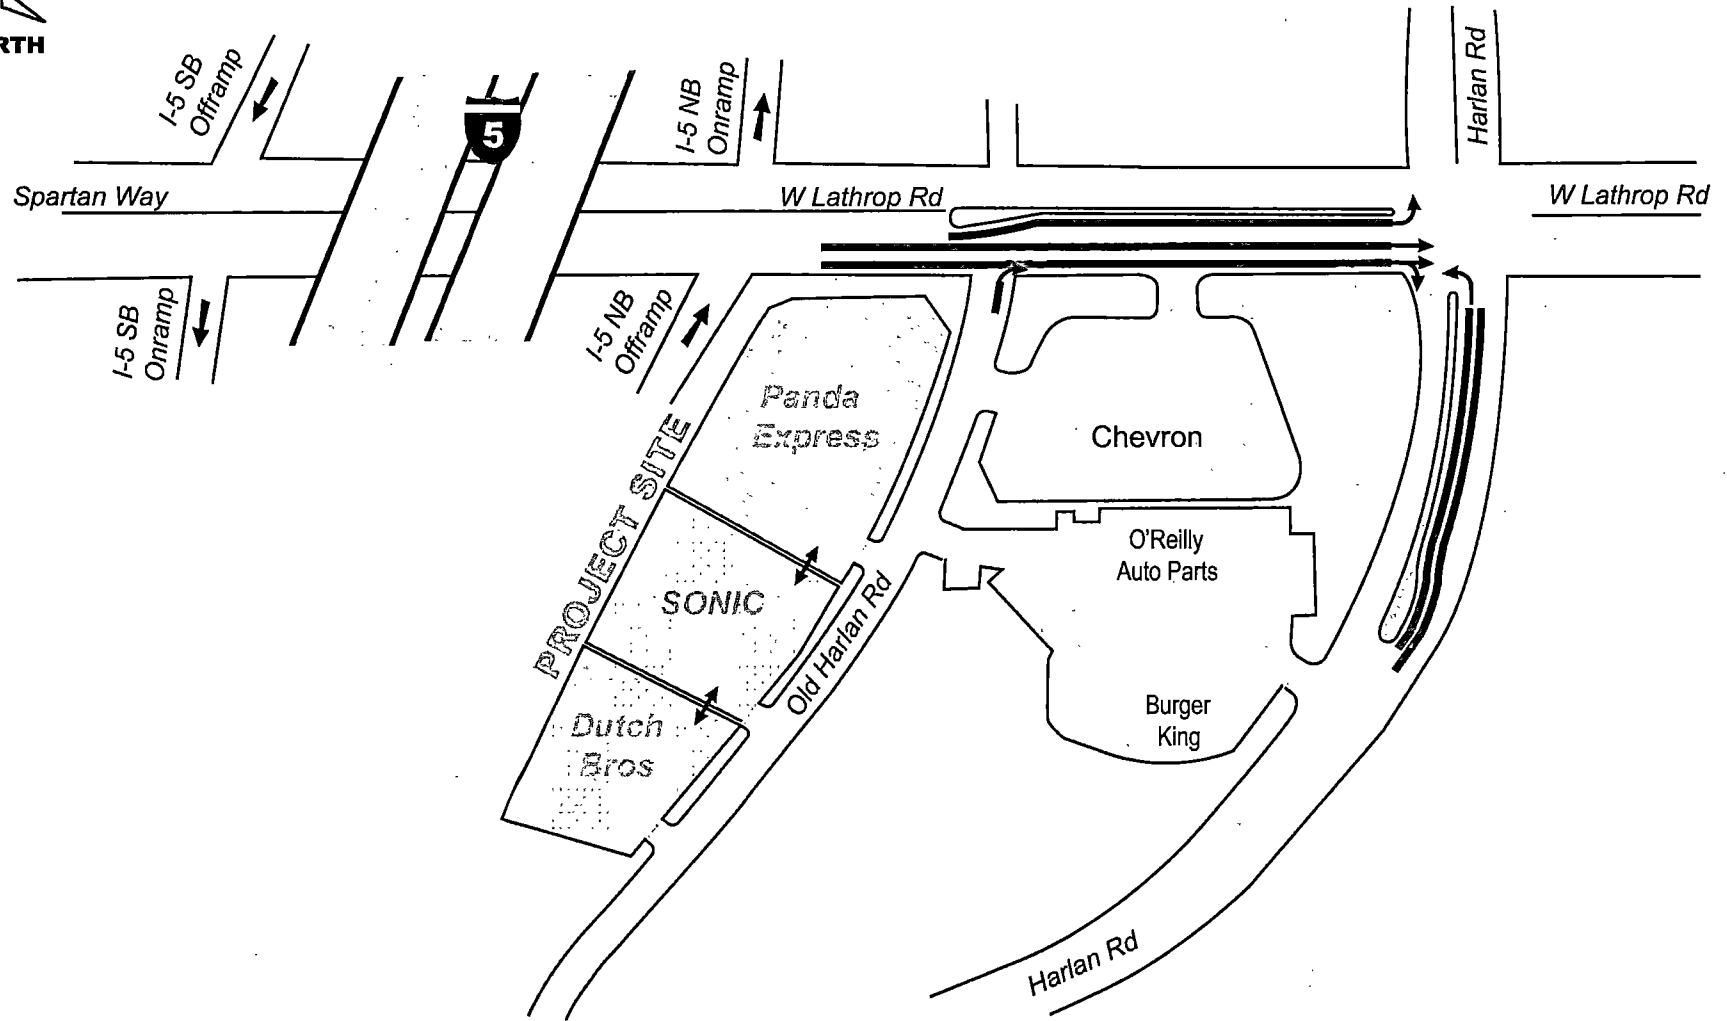 RTH
I-5 SB
Offramp
5
I-5 NB
Onramp
Harlan Rd
Spartan Way
W Lathrop Rd
W Lathrop Rd
I-5 SB
Onramp
I-5 NB
Offramp
Panda
Express
Chevron
PROJECT SITE
O'Reilly
Auto Parts
SONIC
Old Harlan Rd
Dutch
Bros
Burger
King
Harlan Rd